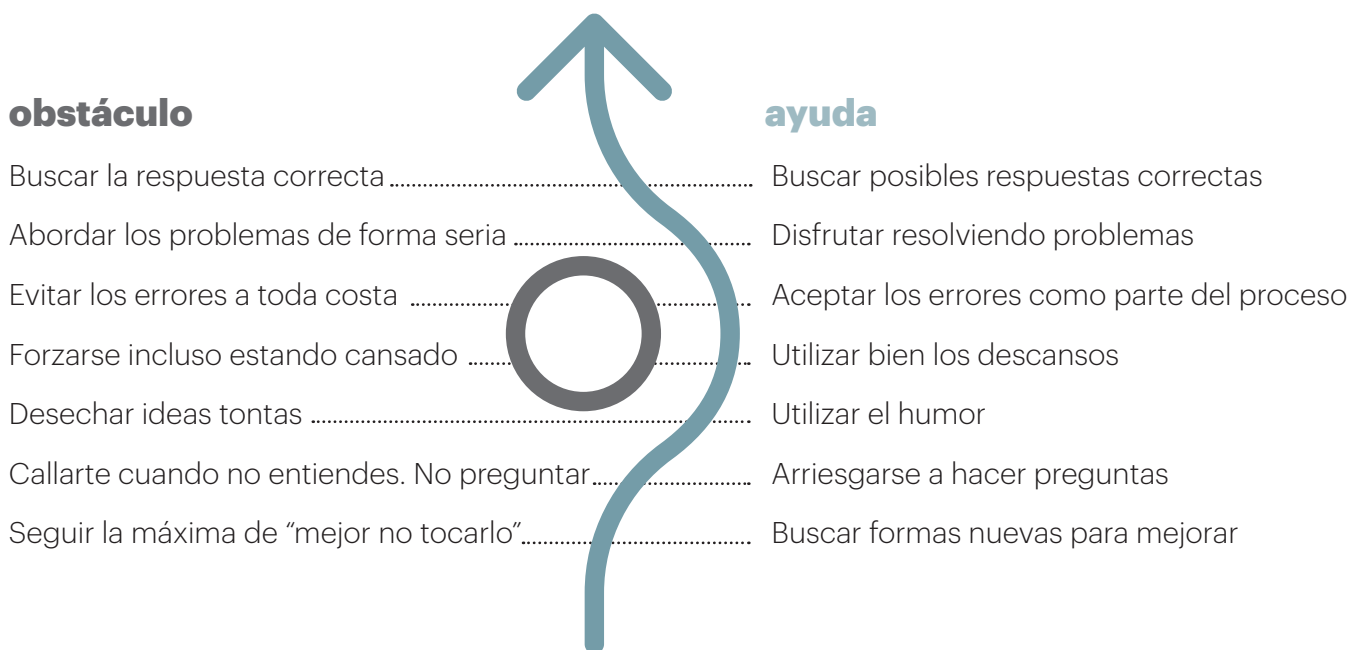 obstáculo ayuda
Buscar la respuesta correcta Buscar posibles respuestas correctas
Abordar los problemas de forma seria Disfrutar resolviendo problemas
Evitar los errores a toda costa Aceptar los errores como parte del proceso
Forzarse incluso estando cansado Utilizar bien los descansos
Desechar ideas tontas Utilizar el humor
Callarte cuando no entiendes. No preguntar Arriesgarse a hacer preguntas
Seguir la máxima de “mejor no tocarlo” Buscar formas nuevas para mejorar